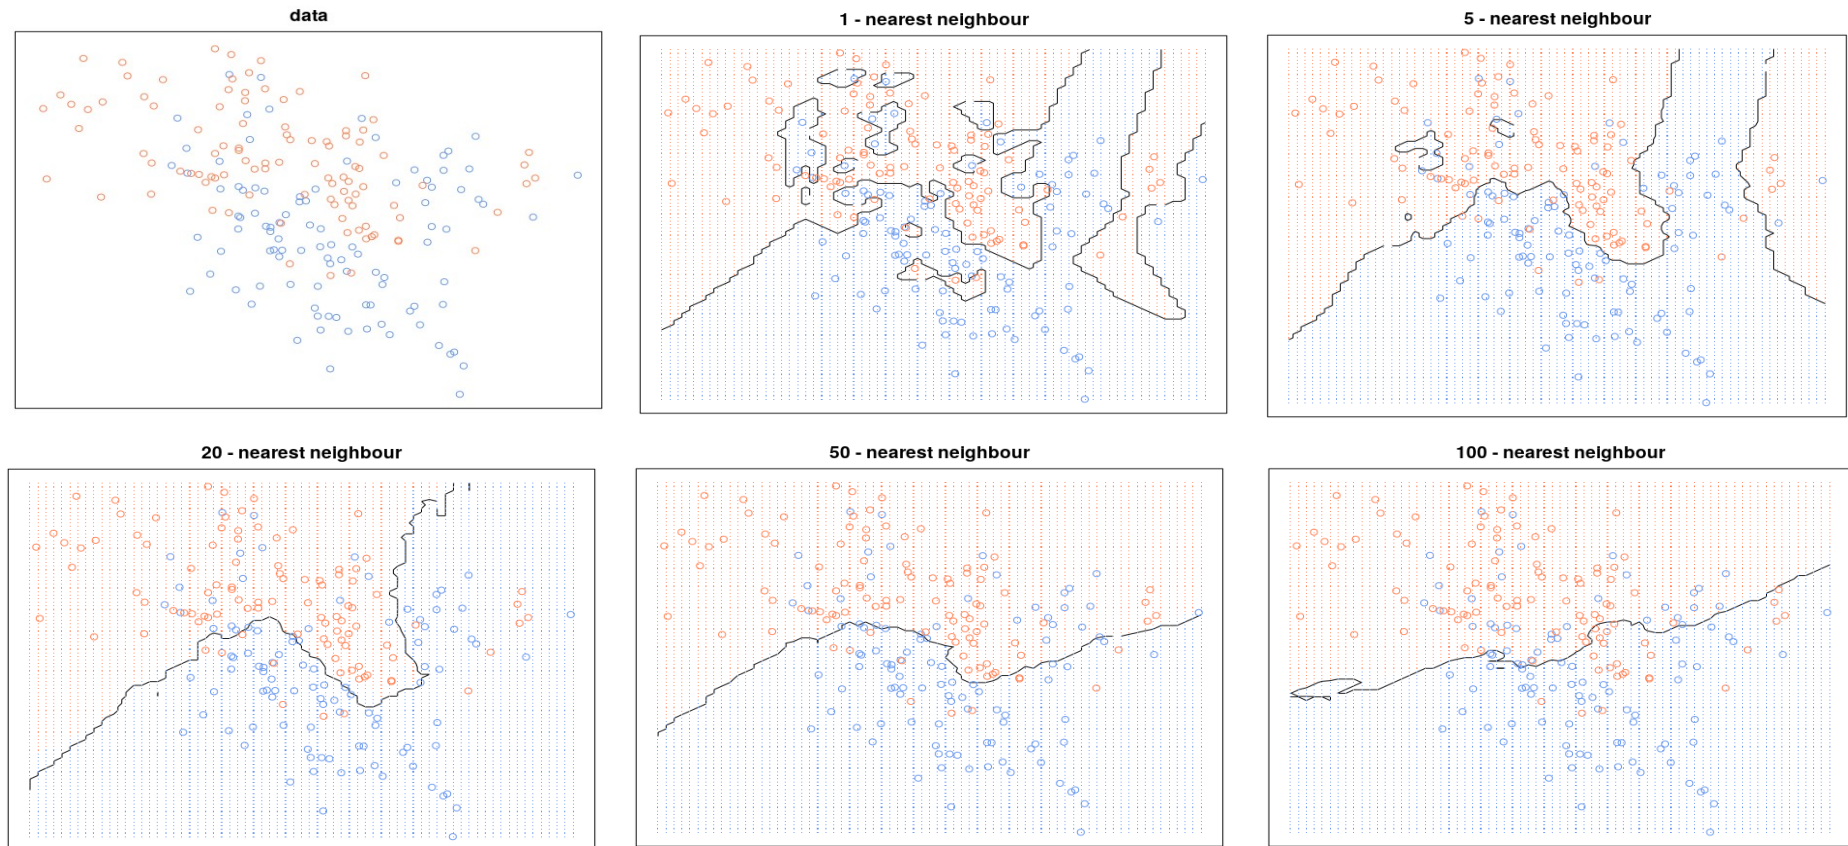 data
1 - nearest neighbour
5 - nearest neighbour
20 - nearest neighbour
50 - nearest neighbour
100 - nearest neighbour